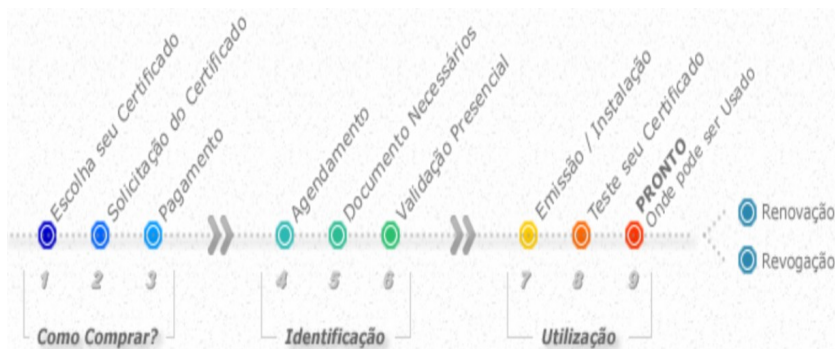 Escolha seu Certificado
Solicitação do Certificado
Pagamento
Agendamento
Documento Necessários
Validação Presencial
Emissão / Instalação
Teste seu Certificado
PRONTO
Onde pode ser Usado
Renovação
Revogação
1 2 3 4 5 6 7 8 9
Como Comprar? Identificação Utilização